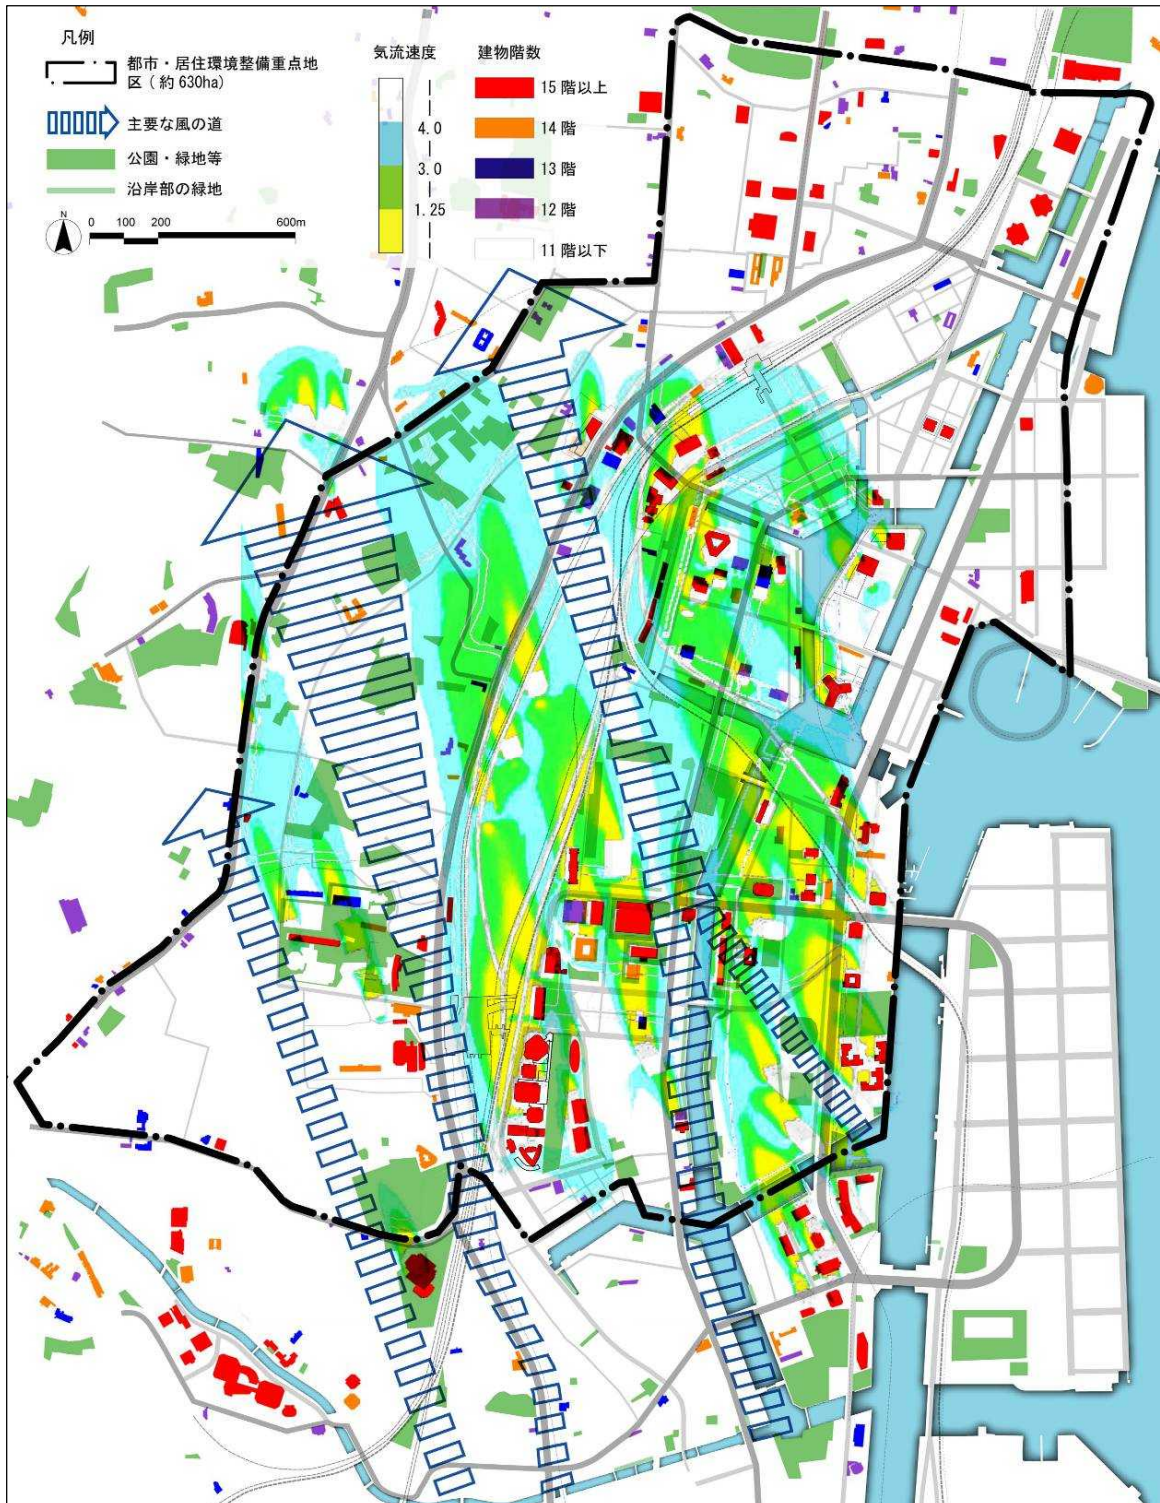 凡例
都市・居住環境整備重点地
区(約630ha)
主要な風の道
公園・緑地等
沿岸部の緑地
N
0 100 200 600m
気流速度
4.0
3.0
1.25
建物階数
15階以上
14階
13階
12階
11階以下